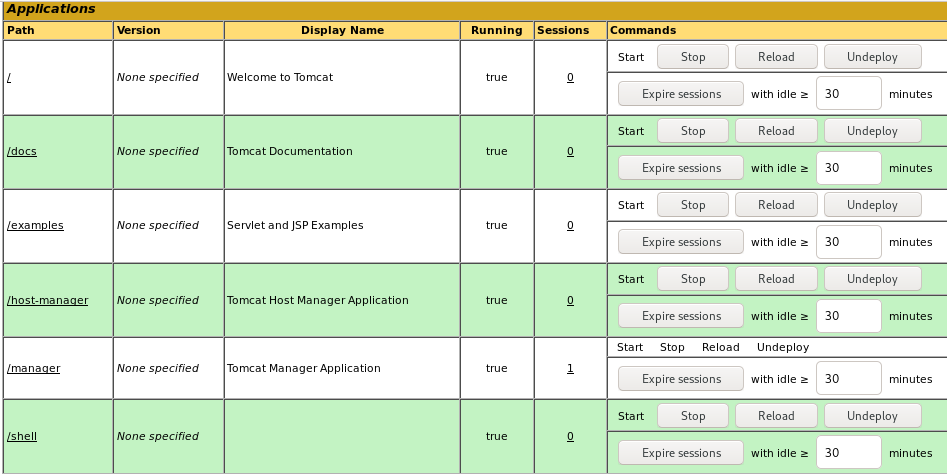 Applications
Path Version Display Name Running Sessions Commands
Start Stop Reload Undeploy
/ None specified Welcome to Tomcat true 0
Expire sessions with idle ≥ 30 minutes
Start Stop Reload Undeploy
/docs None specified Tomcat Documentation true 0
Expire sessions with idle ≥ 30 minutes
Start Stop Reload Undeploy
/examples None specified Servlet and JSP Examples true 0
Expire sessions with idle ≥ 30 minutes
Start Stop Reload Undeploy
/host-manager None specified Tomcat Host Manager Application true 0
Expire sessions with idle ≥ 30 minutes
Start Stop Reload Undeploy
/manager None specified Tomcat Manager Application true 1
Expire sessions with idle ≥ 30 minutes
Start Stop Reload Undeploy
/shell None specified true 0
Expire sessions with idle ≥ 30 minutes